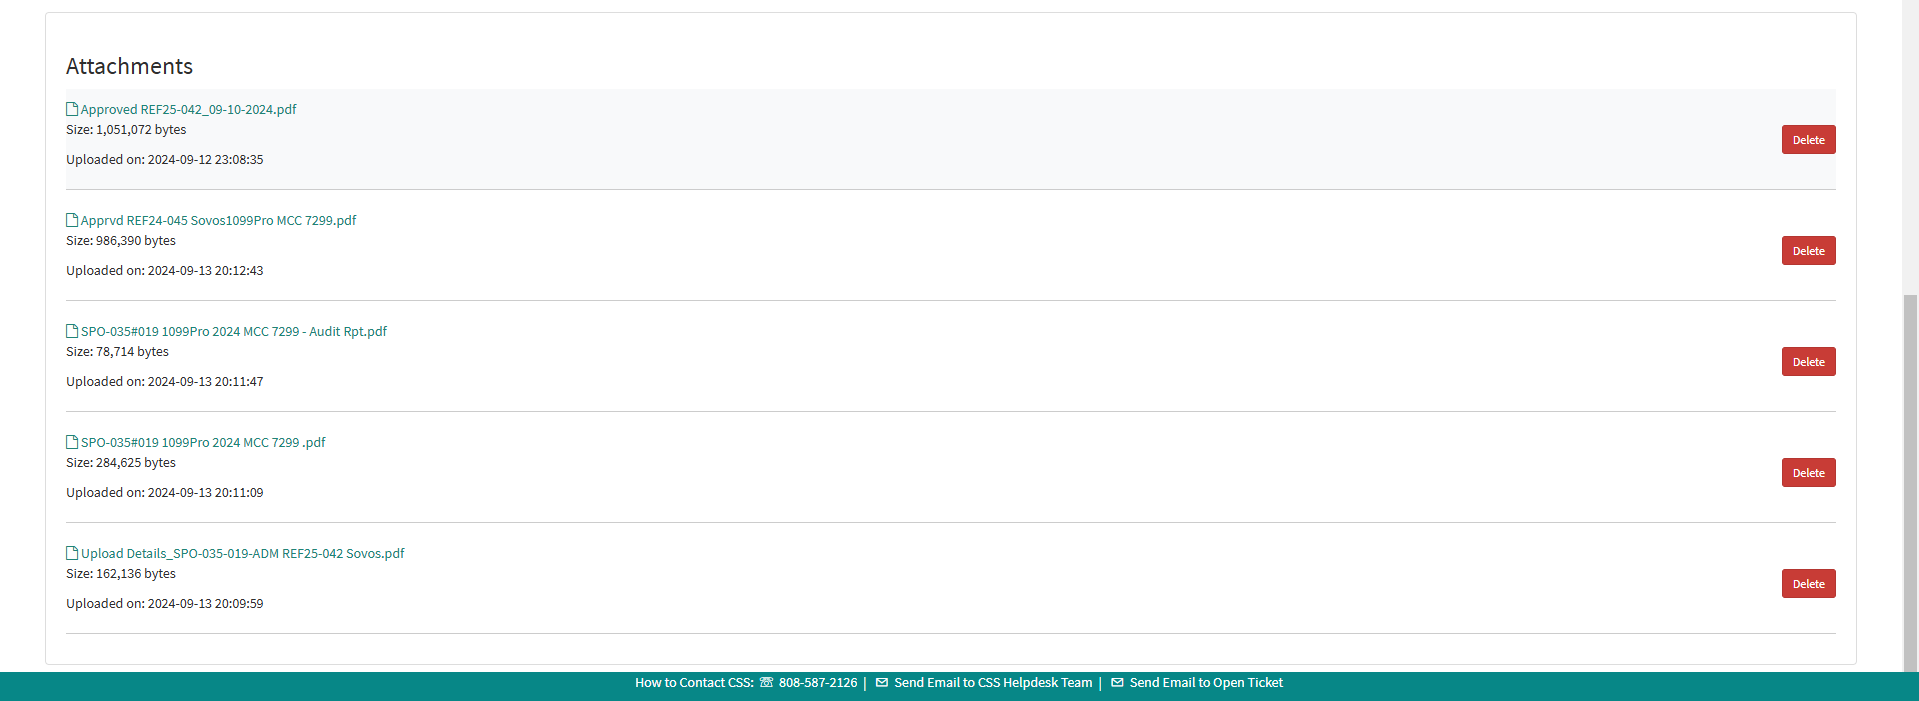 Attachments
Approved REF25-042_09-10-2024.pdf
Size: 1,051,072 bytes
Delete
Uploaded on: 2024-09-12 23:08:35
Apprvd REF24-045 Sovos1099Pro MCC 7299.pdf
Size: 986,390 bytes
Delete
Uploaded on: 2024-09-13 20:12:43
SPO-035#019 1099Pro 2024 MCC 7299 - Audit Rpt.pdf
Size: 78,714 bytes
Delete
Uploaded on: 2024-09-13 20:11:47
SPO-035#019 1099Pro 2024 MCC 7299 .pdf
Size: 284,625 bytes
Delete
Uploaded on: 2024-09-13 20:11:09
Upload Details_SPO-035-019-ADM REF25-042 Sovos.pdf
Size: 162,136 bytes
Delete
Uploaded on: 2024-09-13 20:09:59
How to Contact CSS: ☏ 808-587-2126 | ✉ Send Email to CSS Helpdesk Team | ✉ Send Email to Open Ticket